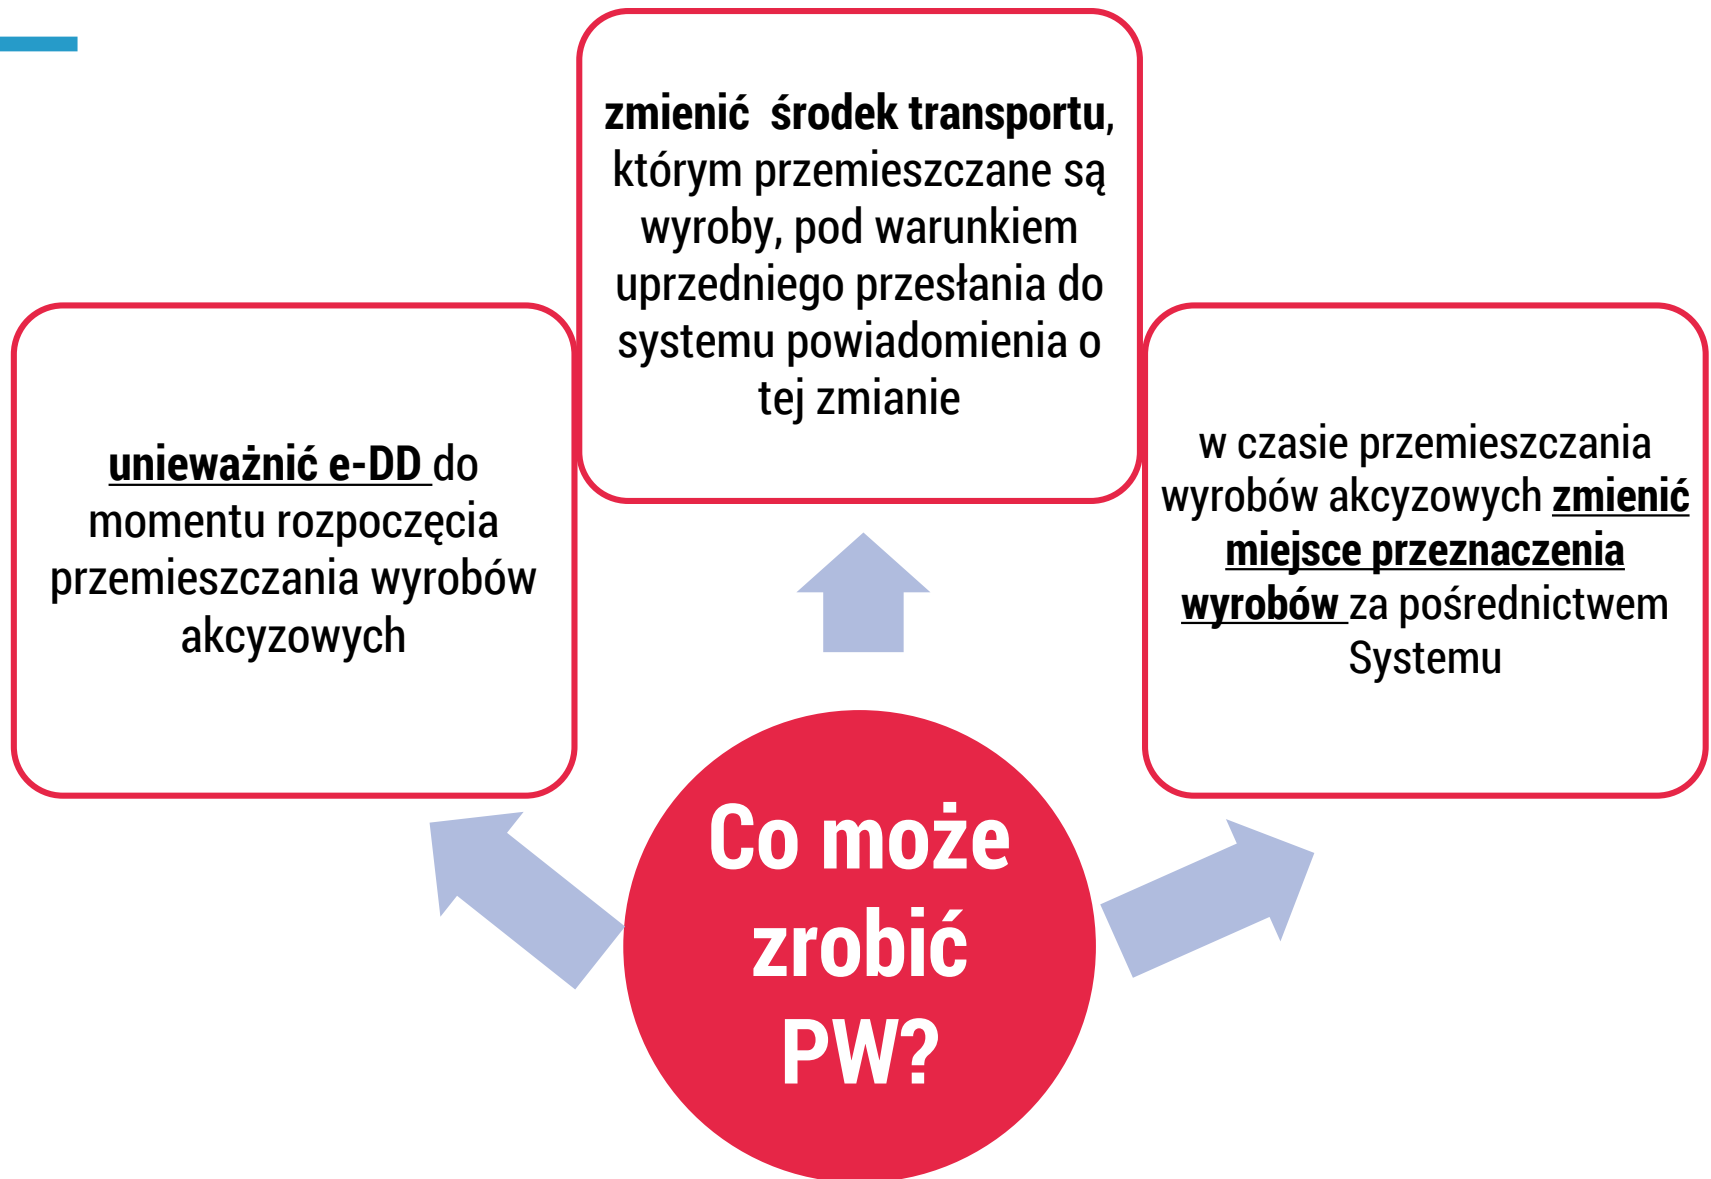 zmienić  środek transportu,
którym przemieszczane są
wyroby, pod warunkiem
uprzedniego przesłania do
systemu powiadomienia o
tej zmianie
unieważnić e-DD do
momentu rozpoczęcia
przemieszczania wyrobów
akcyzowych
w czasie przemieszczania
wyrobów akcyzowych zmienić
miejsce przeznaczenia
wyrobów za pośrednictwem
Systemu
Co może
zrobić
PW?